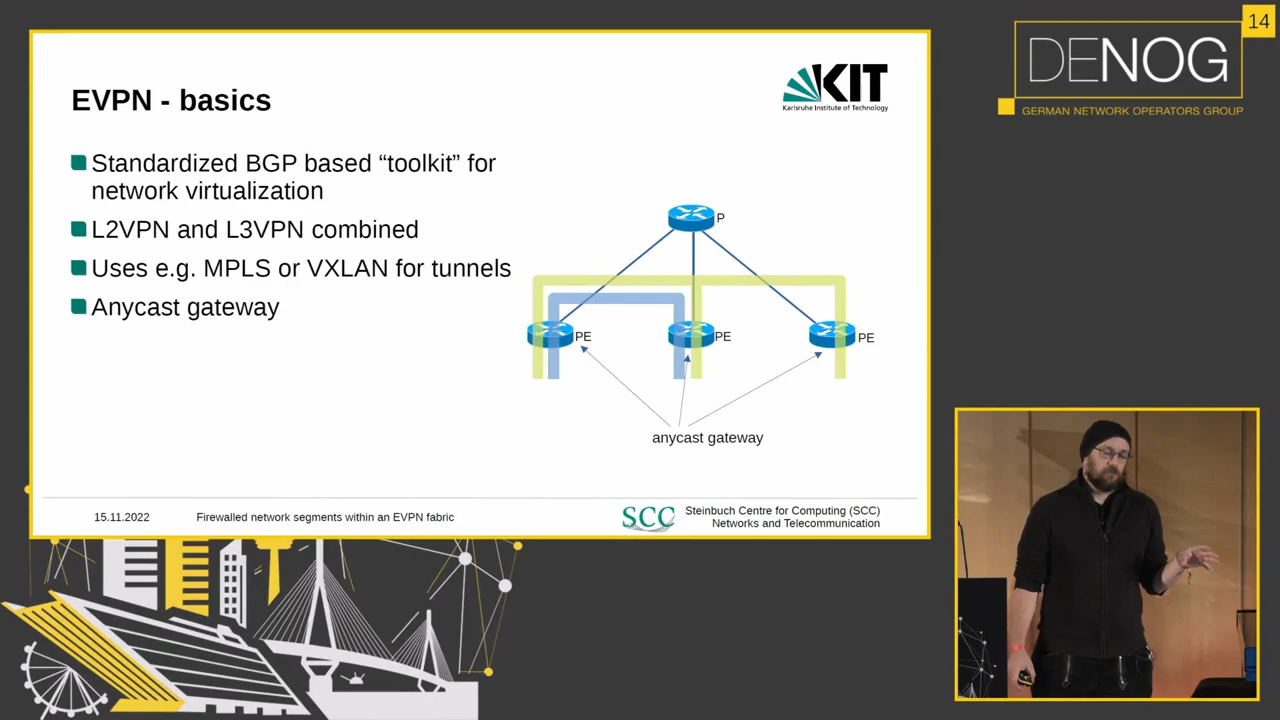 14
DENOG
GERMAN NETWORK OPERATORS GROUP
EVPN - basics
KIT
Karlsruhe Institute of Technology
Standardized BGP based “toolkit” for
network virtualization
L2VPN and L3VPN combined
Uses e.g. MPLS or VXLAN for tunnels
Anycast gateway
P
PE
PE
PE
anycast gateway
15.11.2022
Firewalled network segments within an EVPN fabric
SCC
Steinbuch Centre for Computing (SCC)
Networks and Telecommunication